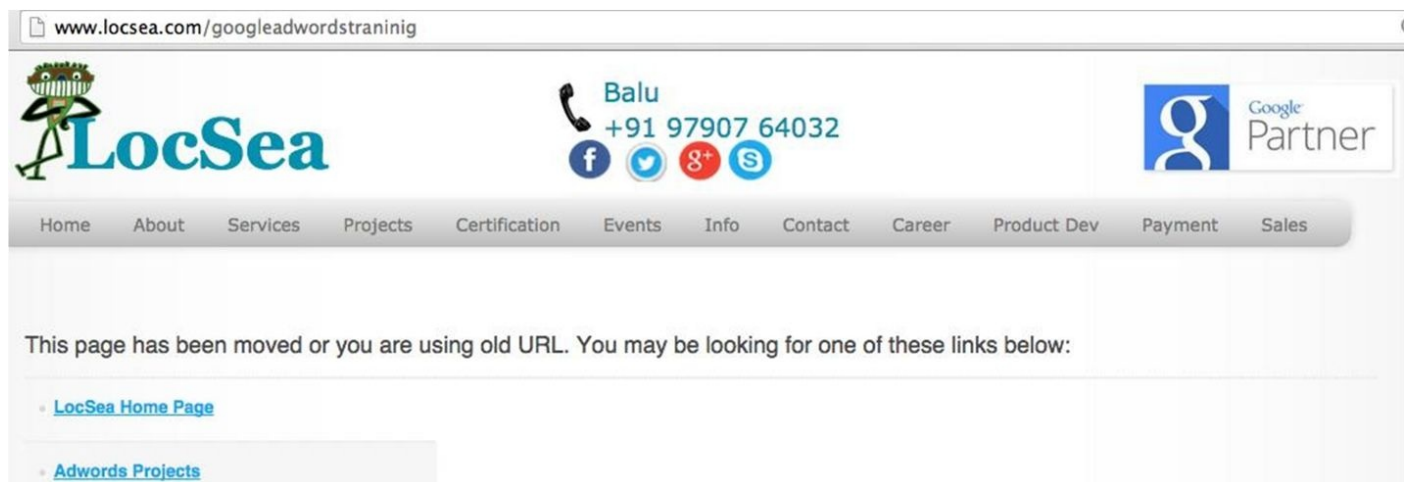 www.locsea.com/googleadwordstraninig
LocSea
Balu
+91 97907 64032
f g+ S
g Google Partner
Home About Services Projects Certification Events Info Contact Career Product Dev Payment Sales
This page has been moved or you are using old URL. You may be looking for one of these links below:
LocSea Home Page
Adwords Projects